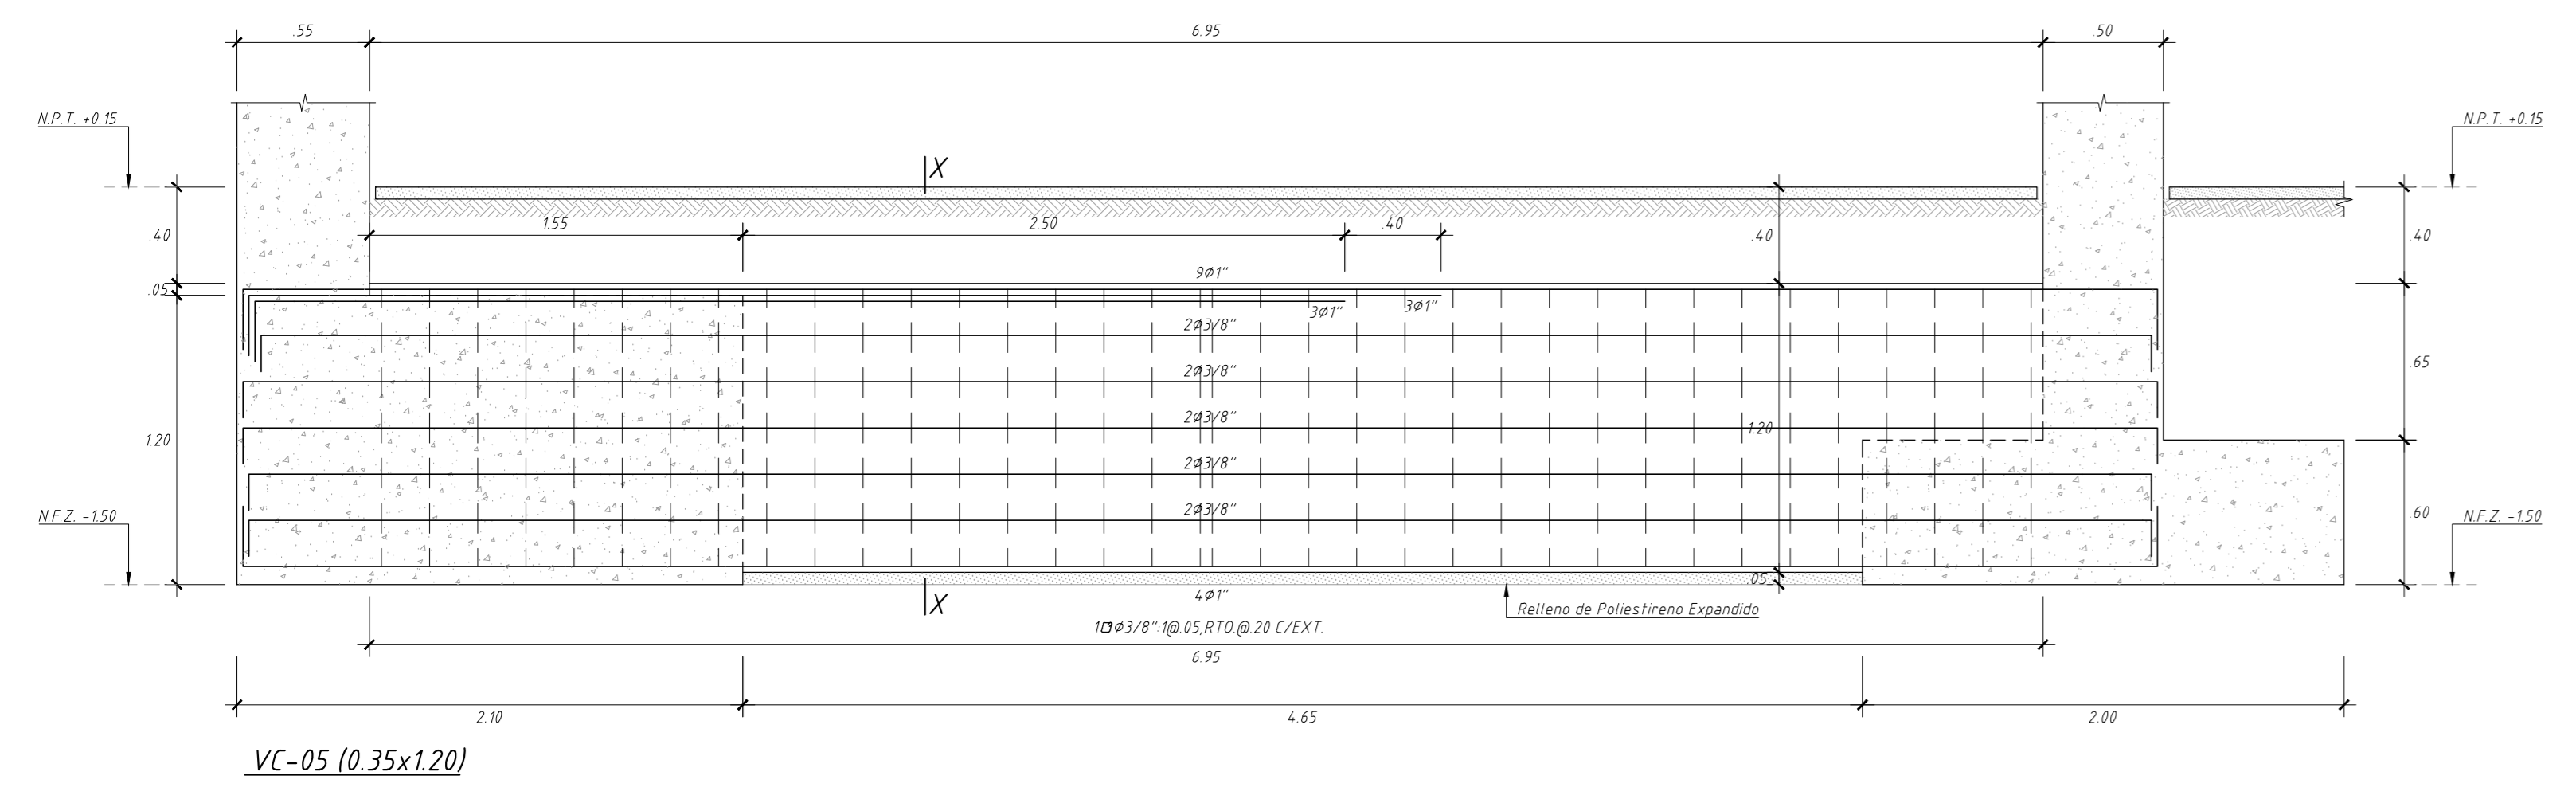 .55
6.95
.50
N.P.T. +0.15
N.P.T. +0.15
X
1.55
2.50
.40
.40
.40
.40
9Ø1"
.05
3Ø1"
3Ø1"
2Ø3/8"
.65
2Ø3/8"
2Ø3/8"
1.20
1.20
2Ø3/8"
2Ø3/8"
.60
N.F.Z. -1.50
N.F.Z. -1.50
.05
4Ø1"
X
Relleno de Poliestireno Expandido
Ø3/8":1@.05,RTO.@.20 C/EXT.
6.95
2.10
4.65
2.00
VC-05 (0.35x1.20)